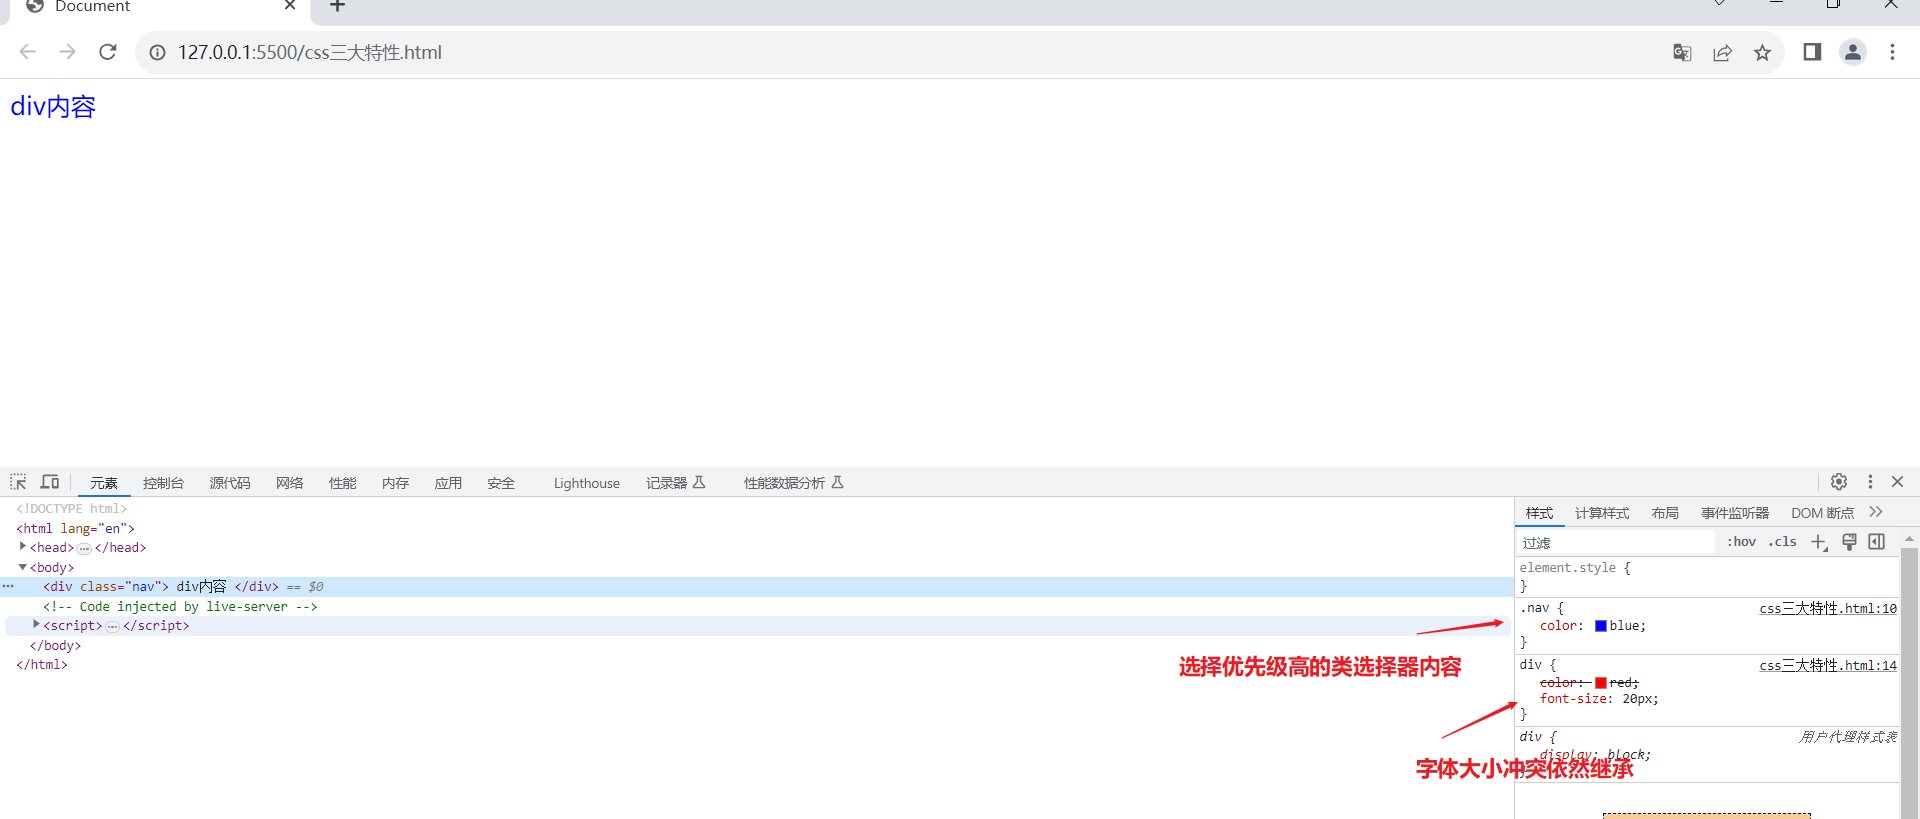 Document
127.0.0.1:5500/css三大特性.html
div内容
元素 控制台 源代码 网络 性能 内存 应用 安全 Lighthouse 记录器 性能数据分析
<!DOCTYPE html>
<html lang="en">
<head>…</head>
<body>
<div class="nav"> div内容 </div> == $0
<!-- Code injected by live-server -->
<script>…</script>
</body>
</html>
选择优先级高的类选择器内容
字体大小冲突依然继承
样式 计算样式 布局 事件监听器 DOM 断点
过滤 :hov .cls
element.style {
}
.nav { css三大特性.html:10
color: blue;
}
div { css三大特性.html:14
color: red;
font-size: 20px;
}
div { 用户代理样式表
display: block;
}